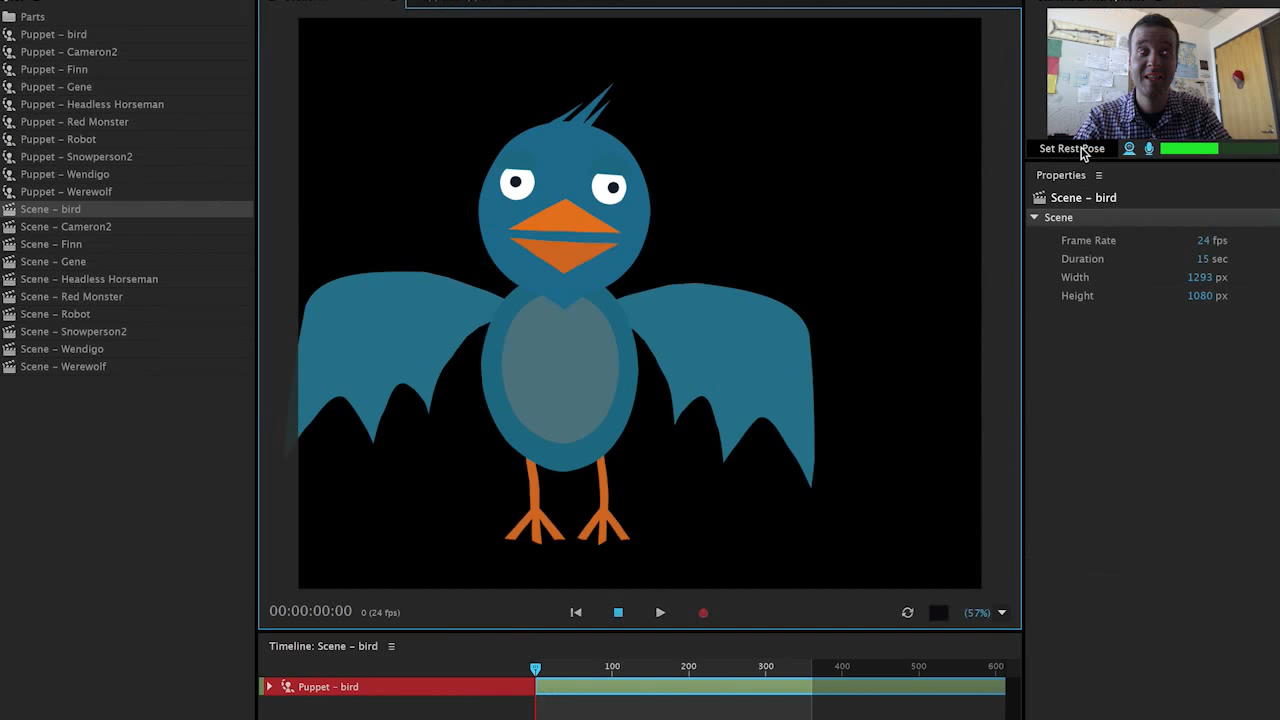 Parts
Puppet – bird
Puppet – Cameron2
Puppet – Finn
Puppet – Gene
Puppet – Headless Horseman
Puppet – Red Monster
Puppet – Robot
Puppet – Snowperson2
Puppet – Wendigo
Puppet – Werewolf
Scene – bird
Scene – Cameron2
Scene – Finn
Scene – Gene
Scene – Headless Horseman
Scene – Red Monster
Scene – Robot
Scene – Snowperson2
Scene – Wendigo
Scene – Werewolf
00:00:00:00 0 (24 fps)
(57%)
Timeline: Scene – bird
100 200 300 400 500 600
Puppet – bird
Set Rest Pose
Properties
Scene – bird
Scene
Frame Rate 24 fps
Duration 15 sec
Width 1293 px
Height 1080 px